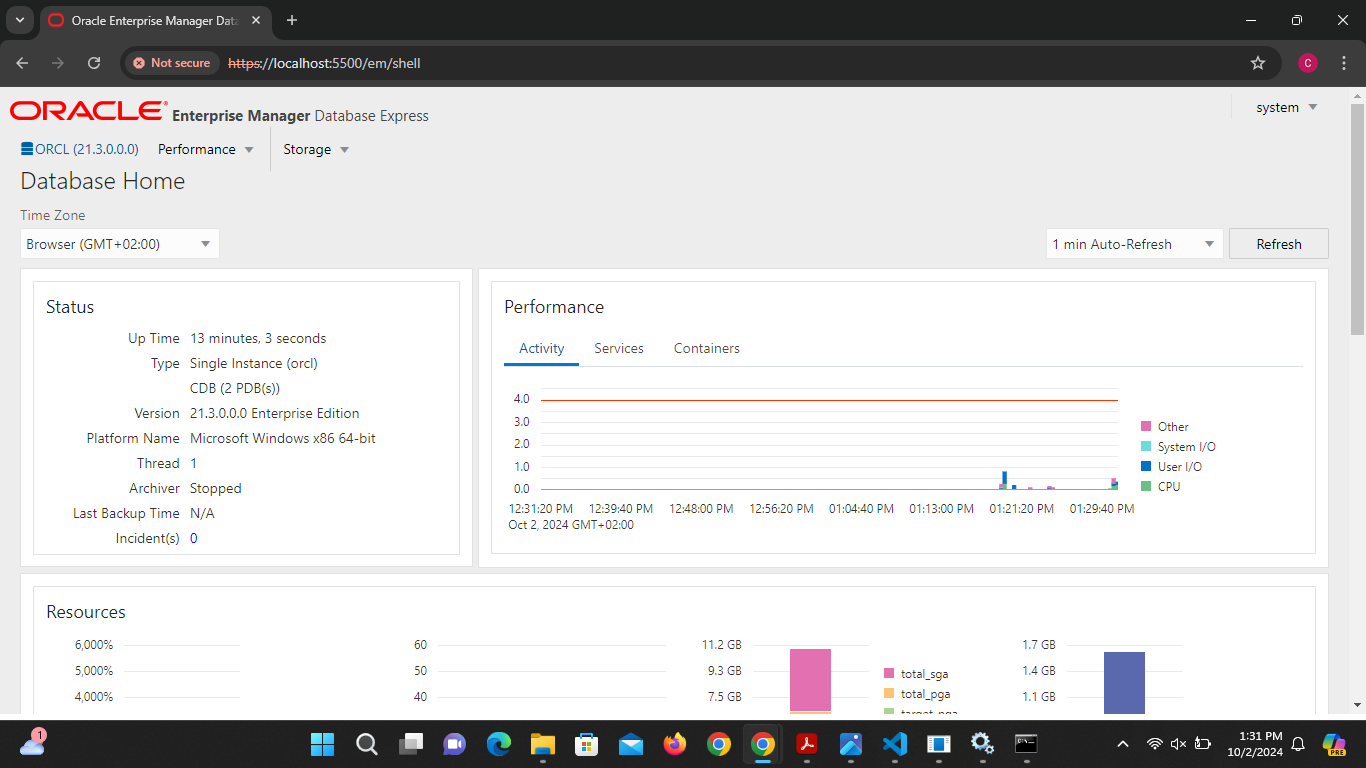 Oracle Enterprise Manager Data
Not secure https://localhost:5500/em/shell
C
ORACLE Enterprise Manager Database Express
system
ORCL (21.3.0.0.0) Performance Storage
Database Home
Time Zone
Browser (GMT+02:00)
1 min Auto-Refresh Refresh
Status
Up Time 13 minutes, 3 seconds
Type Single Instance (orcl)
CDB (2 PDB(s))
Version 21.3.0.0.0 Enterprise Edition
Platform Name Microsoft Windows x86 64-bit
Thread 1
Archiver Stopped
Last Backup Time N/A
Incident(s) 0
Performance
Activity Services Containers
4.0
3.0
2.0
1.0
0.0
12:31:20 PM 12:39:40 PM 12:48:00 PM 12:56:20 PM 01:04:40 PM 01:13:00 PM 01:21:20 PM 01:29:40 PM
Oct 2, 2024 GMT+02:00
Other
System I/O
User I/O
CPU
Resources
6,000%
5,000%
4,000%
60
50
40
11.2 GB
9.3 GB
7.5 GB
total_sga
total_pga
target_pga
1.7 GB
1.4 GB
1.1 GB
1
PRE
1:31 PM
10/2/2024